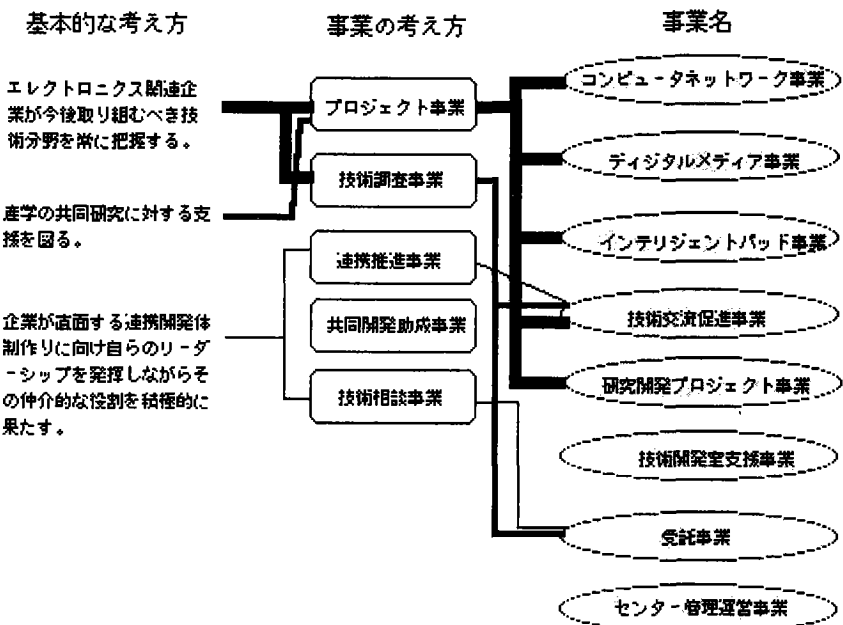 基本的な考え方
事業の考え方
事業名
エレクトロニクス関連企
業が今後取り組むべき技
術分野を常に把握する。
産学の共同研究に対する支
援を図る。
企業が直面する連携開発体
制作りに向け自らのリーダ
ーシップを発揮しながらそ
の仲介的な役割を積極的に
果たす。
プロジェクト事業
技術調査事業
連携推進事業
共同開発助成事業
技術相談事業
コンピュータネットワーク事業
ディジタルメディア事業
インテリジェントパッド事業
技術交流促進事業
研究開発プロジェクト事業
技術開発室支援事業
受託事業
センター管理運営事業